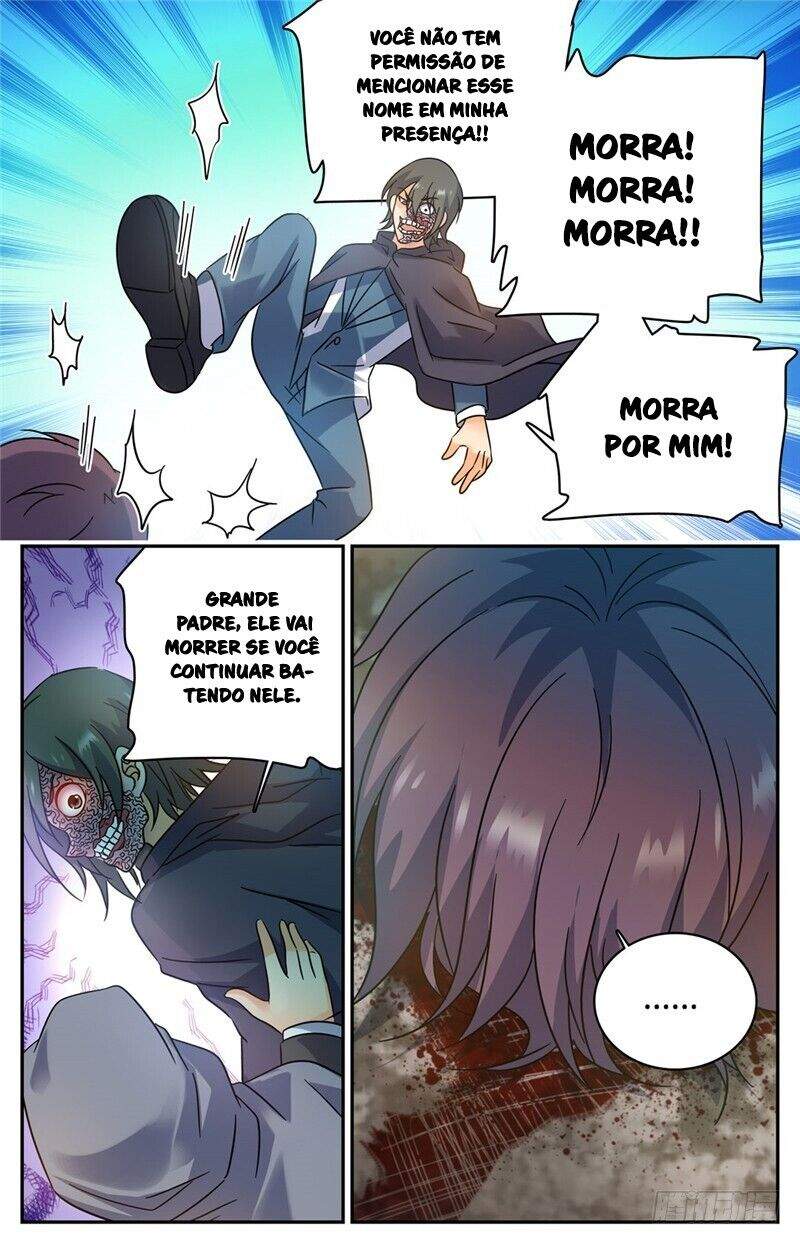 VOCÊ NÃO TEM
PERMISSÃO DE
MENCIONAR ESSE
NOME EM MINHA
PRESENÇA!!
MORRA!
MORRA!
MORRA!!
MORRA
POR MIM!
GRANDE
PADRE, ELE VAI
MORRER SE VOCÊ
CONTINUAR BA-
TENDO NELE.
......